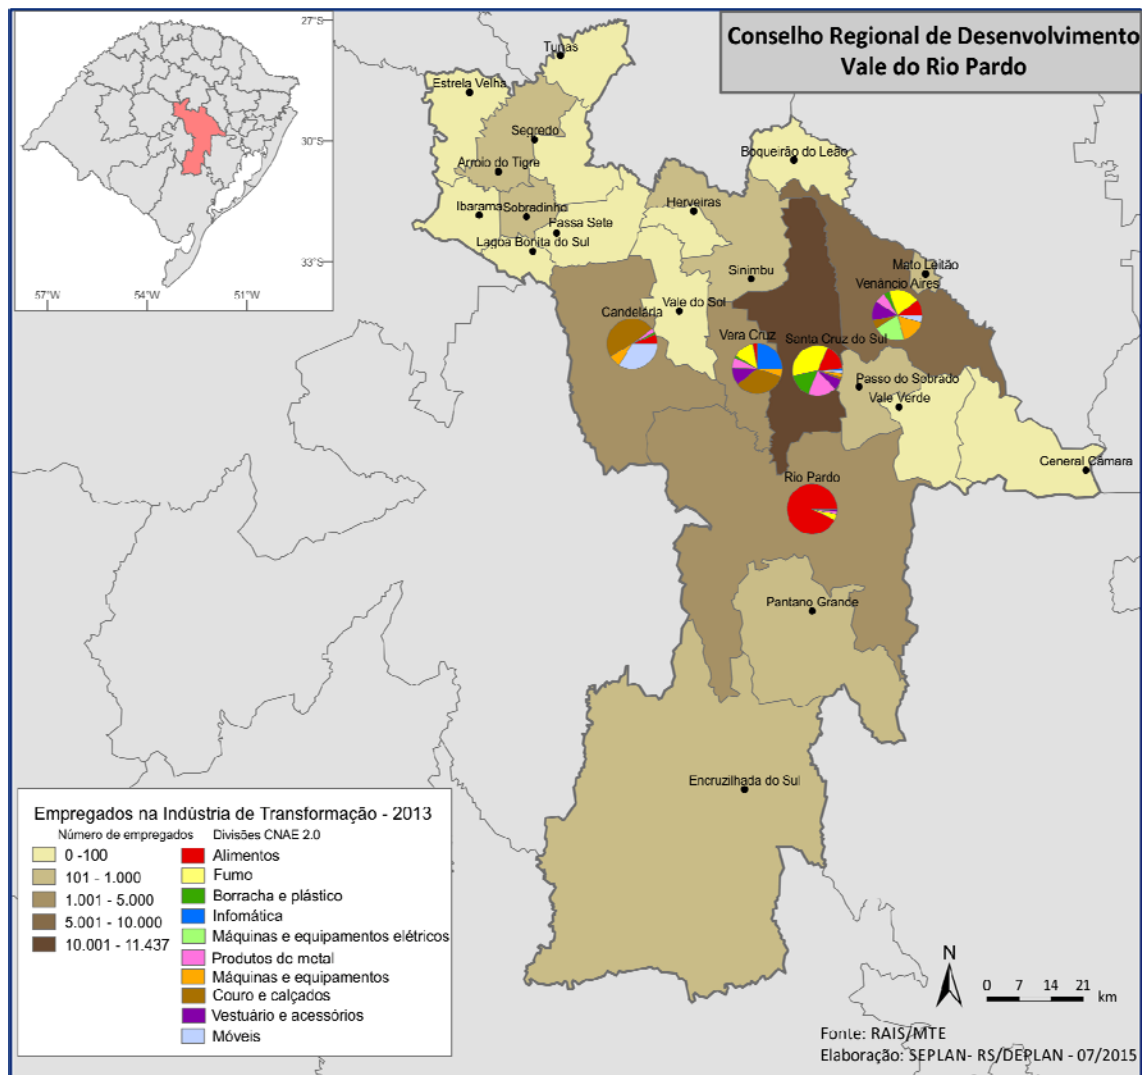 Conselho Regional de Desenvolvimento
Vale do Rio Pardo
27°S
30°S
33°S
57°W
54°W
51°W
Tunas
Estrela Velha
Segredo
Boqueirão do Leão
Arroio do Tigre
Ibarama
Sobradinho
Passa Sete
Herveiras
Lagoa Bonita do Sul
Sinimbu
Mato Leitão
Venâncio Aires
Vale do Sol
Candelária
Vera Cruz
Santa Cruz do Sul
Passo do Sobrado
Vale Verde
General Câmara
Rio Pardo
Pantano Grande
Encruzilhada do Sul
Empregados na Indústria de Transformação - 2013
Número de empregados
0 -100
101 - 1.000
1.001 - 5.000
5.001 - 10.000
10.001 - 11.437
Divisões CNAE 2.0
Alimentos
Fumo
Borracha e plástico
Infomática
Máquinas e equipamentos elétricos
Produtos de metal
Máquinas e equipamentos
Couro e calçados
Vestuário e acessórios
Móveis
N
0 7 14 21
km
Fonte: RAIS/MTE
Elaboração: SEPLAN- RS/DEPLAN - 07/2015